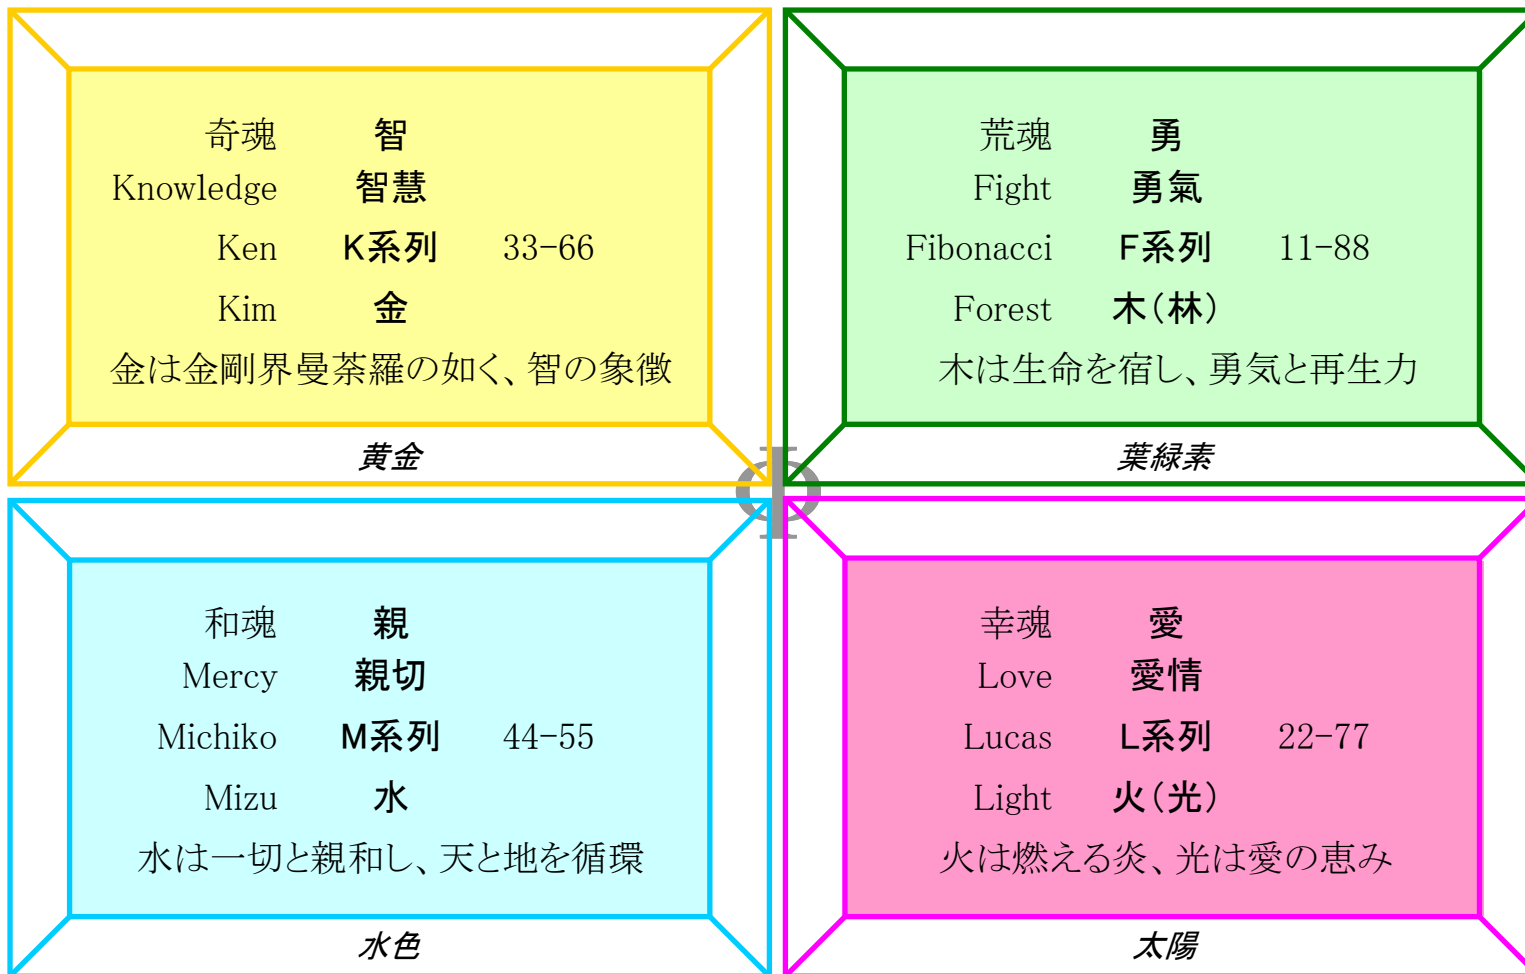 奇魂 智
Knowledge 智慧
Ken K系列 33-66
Kim 金
金は金剛界曼荼羅の如く、智の象徴
黄金
荒魂 勇
Fight 勇氣
Fibonacci F系列 11-88
Forest 木(林)
木は生命を宿し、勇気と再生力
葉緑素
Φ
和魂 親
Mercy 親切
Michiko M系列 44-55
Mizu 水
水は一切と親和し、天と地を循環
水色
幸魂 愛
Love 愛情
Lucas L系列 22-77
Light 火(光)
火は燃える炎、光は愛の恵み
太陽